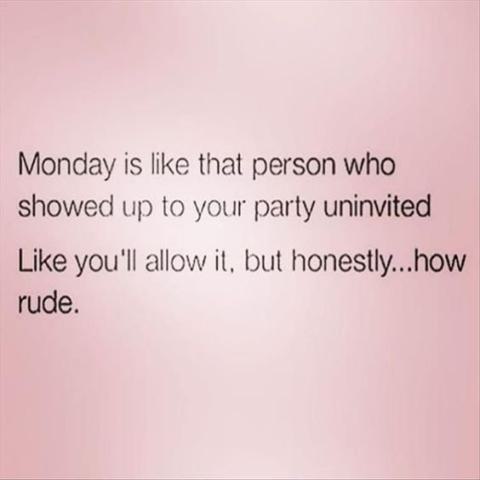 Monday is like that person who
showed up to your party uninvited
Like you'll allow it, but honestly...how
rude.